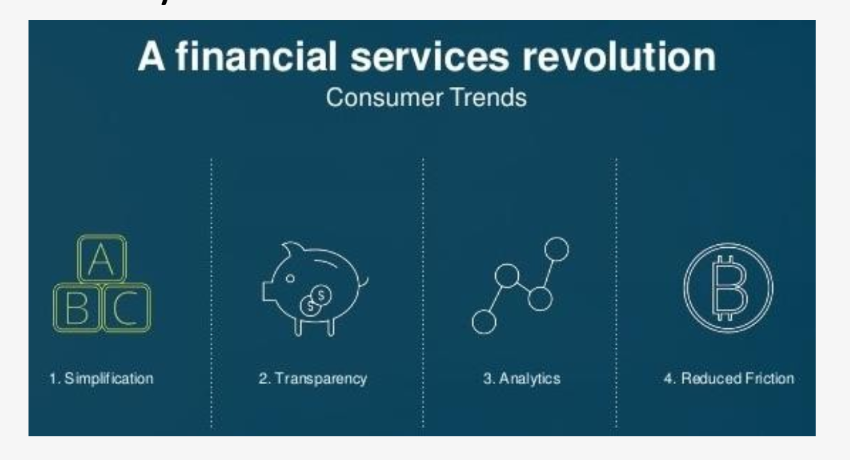 A financial services revolution
Consumer Trends
A
B C
$
$
1. Simplification
2. Transparency
3. Analytics
4. Reduced Friction